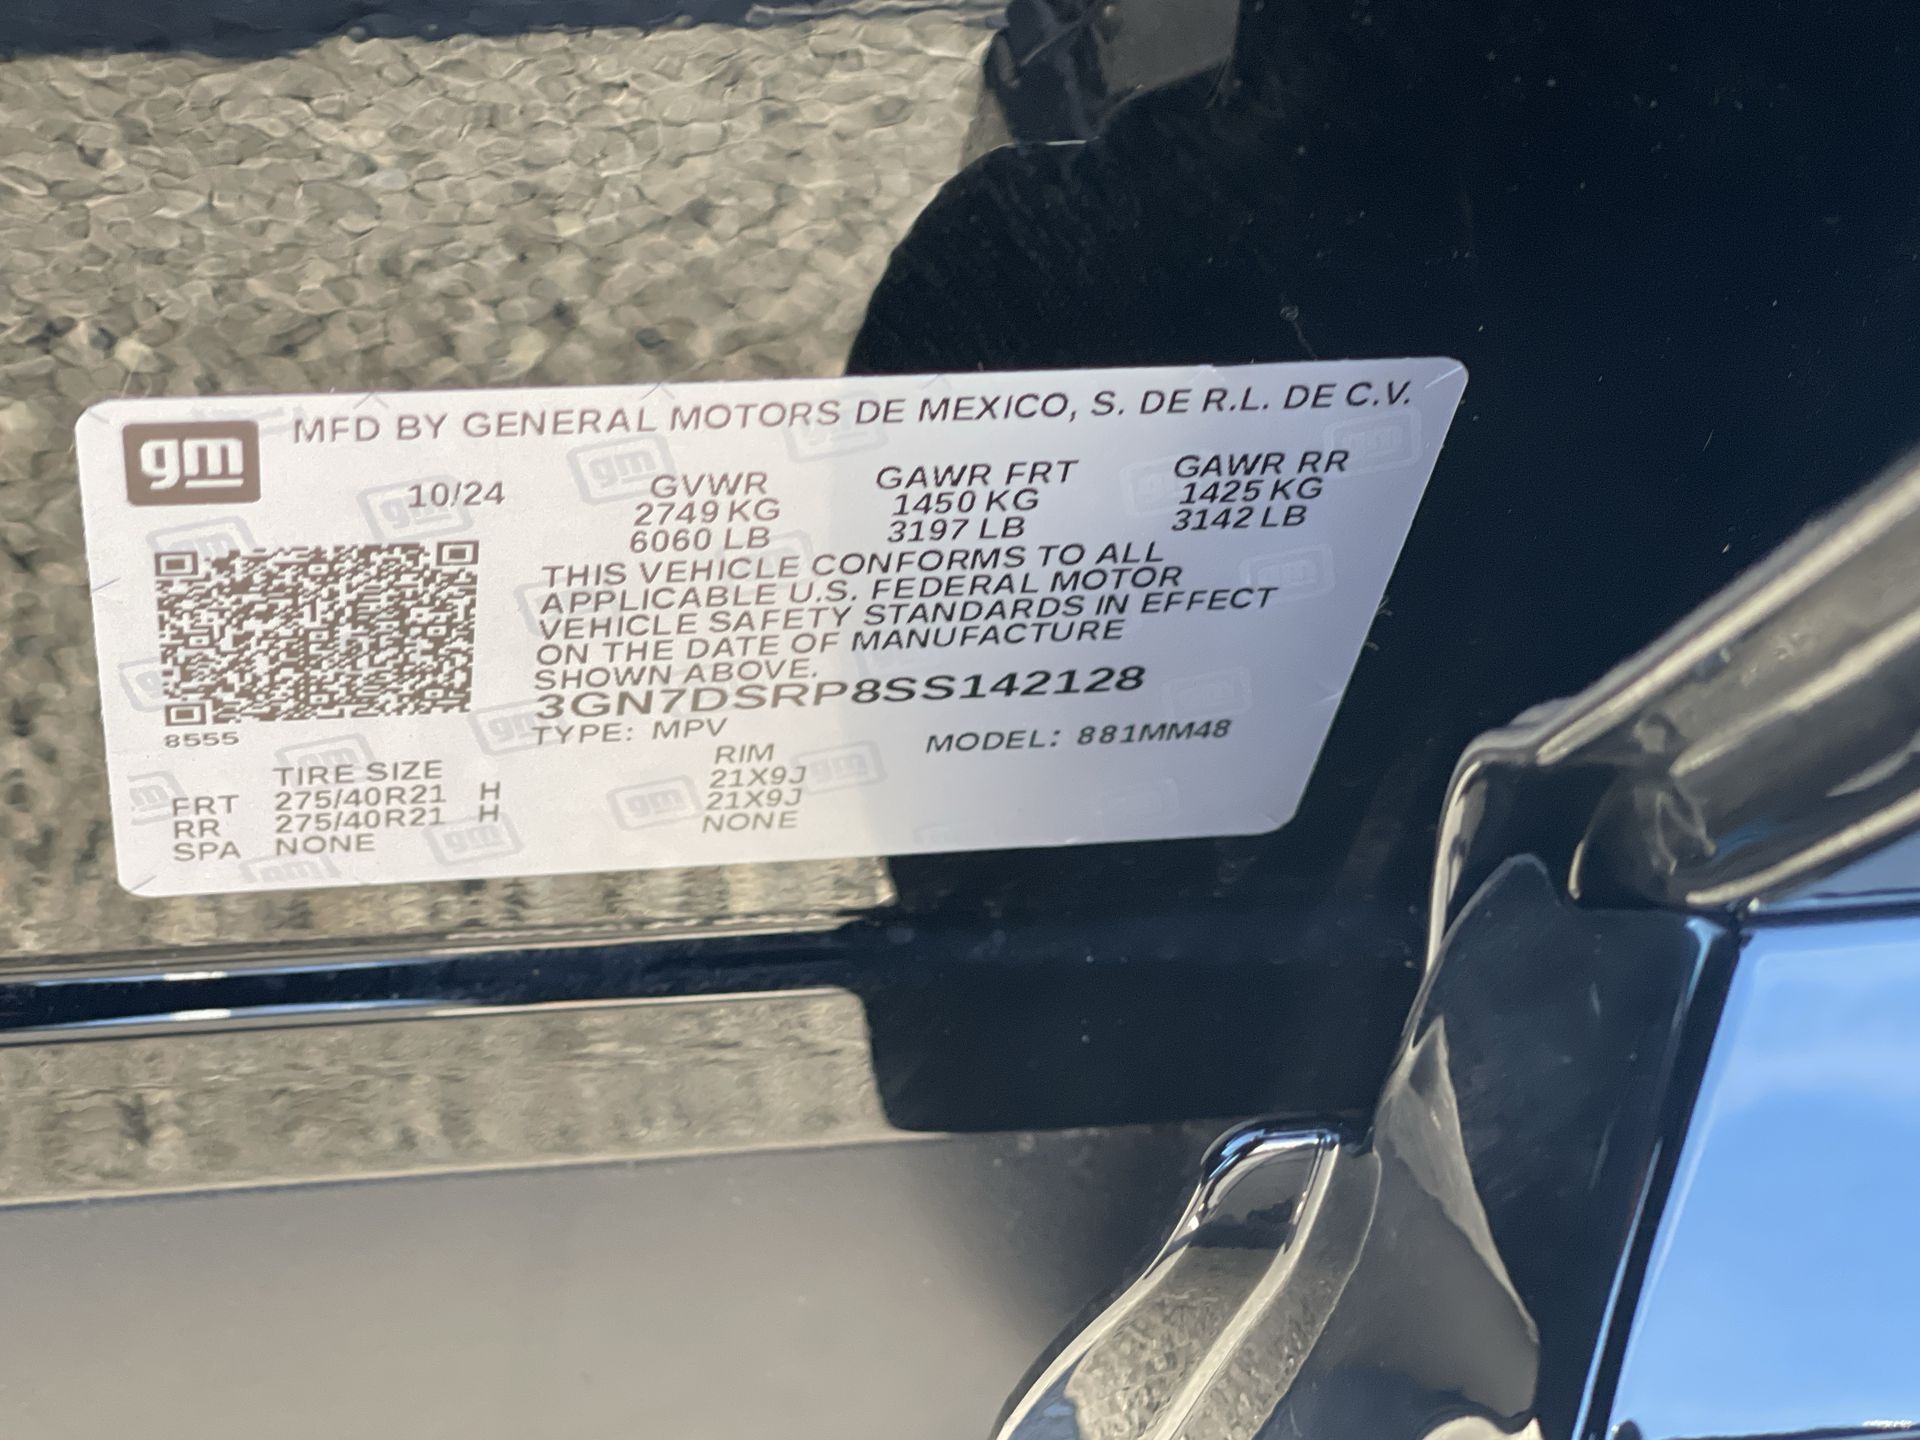 gm
MFD BY GENERAL MOTORS DE MEXICO, S. DE R.L. DE C.V.
10/24 GVWR GAWR FRT GAWR RR
2749 KG 1450 KG 1425 KG
6060 LB 3197 LB 3142 LB
THIS VEHICLE CONFORMS TO ALL
APPLICABLE U.S. FEDERAL MOTOR
VEHICLE SAFETY STANDARDS IN EFFECT
ON THE DATE OF MANUFACTURE
SHOWN ABOVE.
3GN7DSRP8SS142128
8555
TYPE: MPV MODEL: 881MM48
TIRE SIZE RIM
FRT 275/40R21 H 21X9J
RR 275/40R21 H 21X9J
SPA NONE NONE